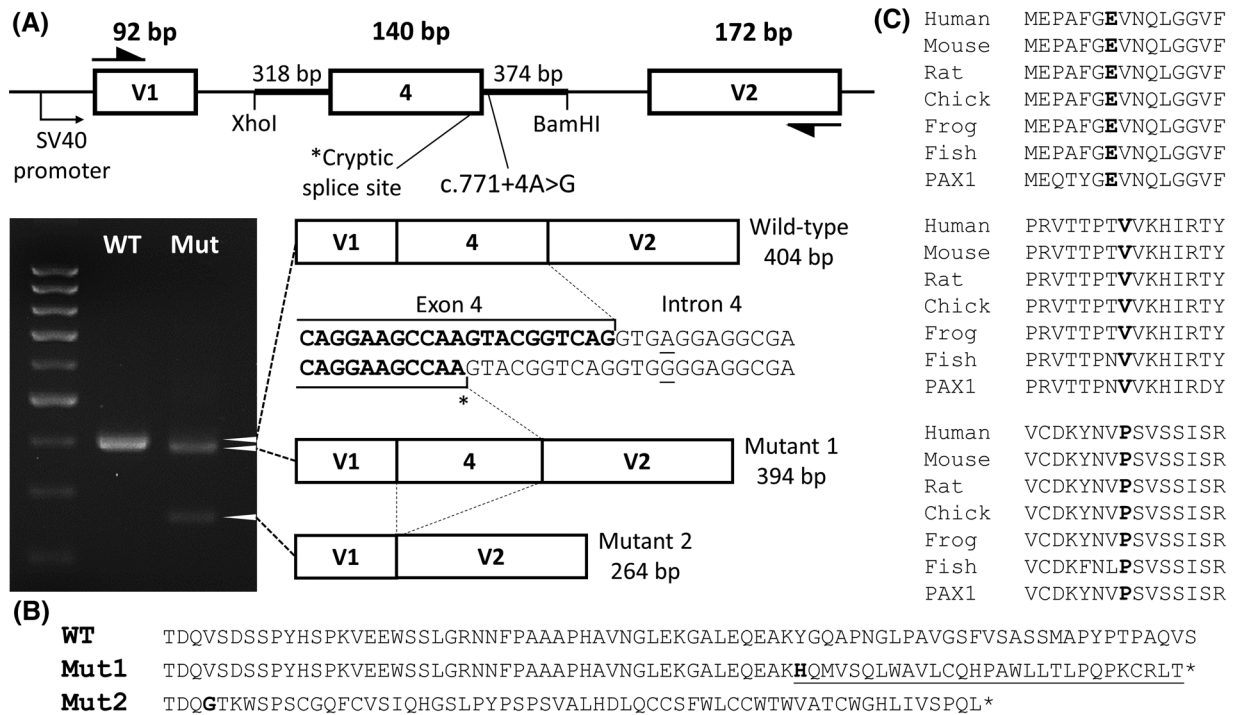 (A)
92 bp
140 bp
172 bp
V1
318 bp
4
374 bp
V2
XhoI
BamHI
SV40
promoter
*Cryptic
splice site
c.771+4A>G
WT Mut
V1 4 V2
Wild-type
404 bp
Exon 4 Intron 4
CAGGAAGCCAAGTACGGTCAGGTGAGGAGGCGA
CAGGAAGCCAAGTACGGTCAGGTGGGGAGGCGA
*
V1 4 V2
Mutant 1
394 bp
V1 V2
Mutant 2
264 bp
(C)
Human MEPAFGEVNQLGGVF
Mouse MEPAFGEVNQLGGVF
Rat MEPAFGEVNQLGGVF
Chick MEPAFGEVNQLGGVF
Frog MEPAFGEVNQLGGVF
Fish MEPAFGEVNQLGGVF
PAX1 MEQTYGEVNQLGGVF
Human PRVTTPTVVKHIRTY
Mouse PRVTTPTVVKHIRTY
Rat PRVTTPTVVKHIRTY
Chick PRVTTPTVVKHIRTY
Frog PRVTTPTVVKHIRTY
Fish PRVTTPNVVKHIRTY
PAX1 PRVTTPNVVKHIRDY
Human VCDKYNVPSVSSISR
Mouse VCDKYNVPSVSSISR
Rat VCDKYNVPSVSSISR
Chick VCDKYNVPSVSSISR
Frog VCDKYNVPSVSSISR
Fish VCDKFNLPSVSSISR
PAX1 VCDKYNVPSVSSISR
(B)
WT TDQVSDSSPYHSPKVEEWSSLGRNNFPAAAPHAVNGLEKGALEQEAKYGQAPNGLPAVGSFVSASSMAPYPTPAQVS
Mut1 TDQVSDSSPYHSPKVEEWSSLGRNNFPAAAPHAVNGLEKGALEQEAKHQMVSQLWAVLCQHPAWLLTLPQPKCRLT*
Mut2 TDQGTKWSPSCGQFCVSIQHGSLPYPSPSVALHDLQCCSFWLCCWTWVATCWGHLIVSPQL*